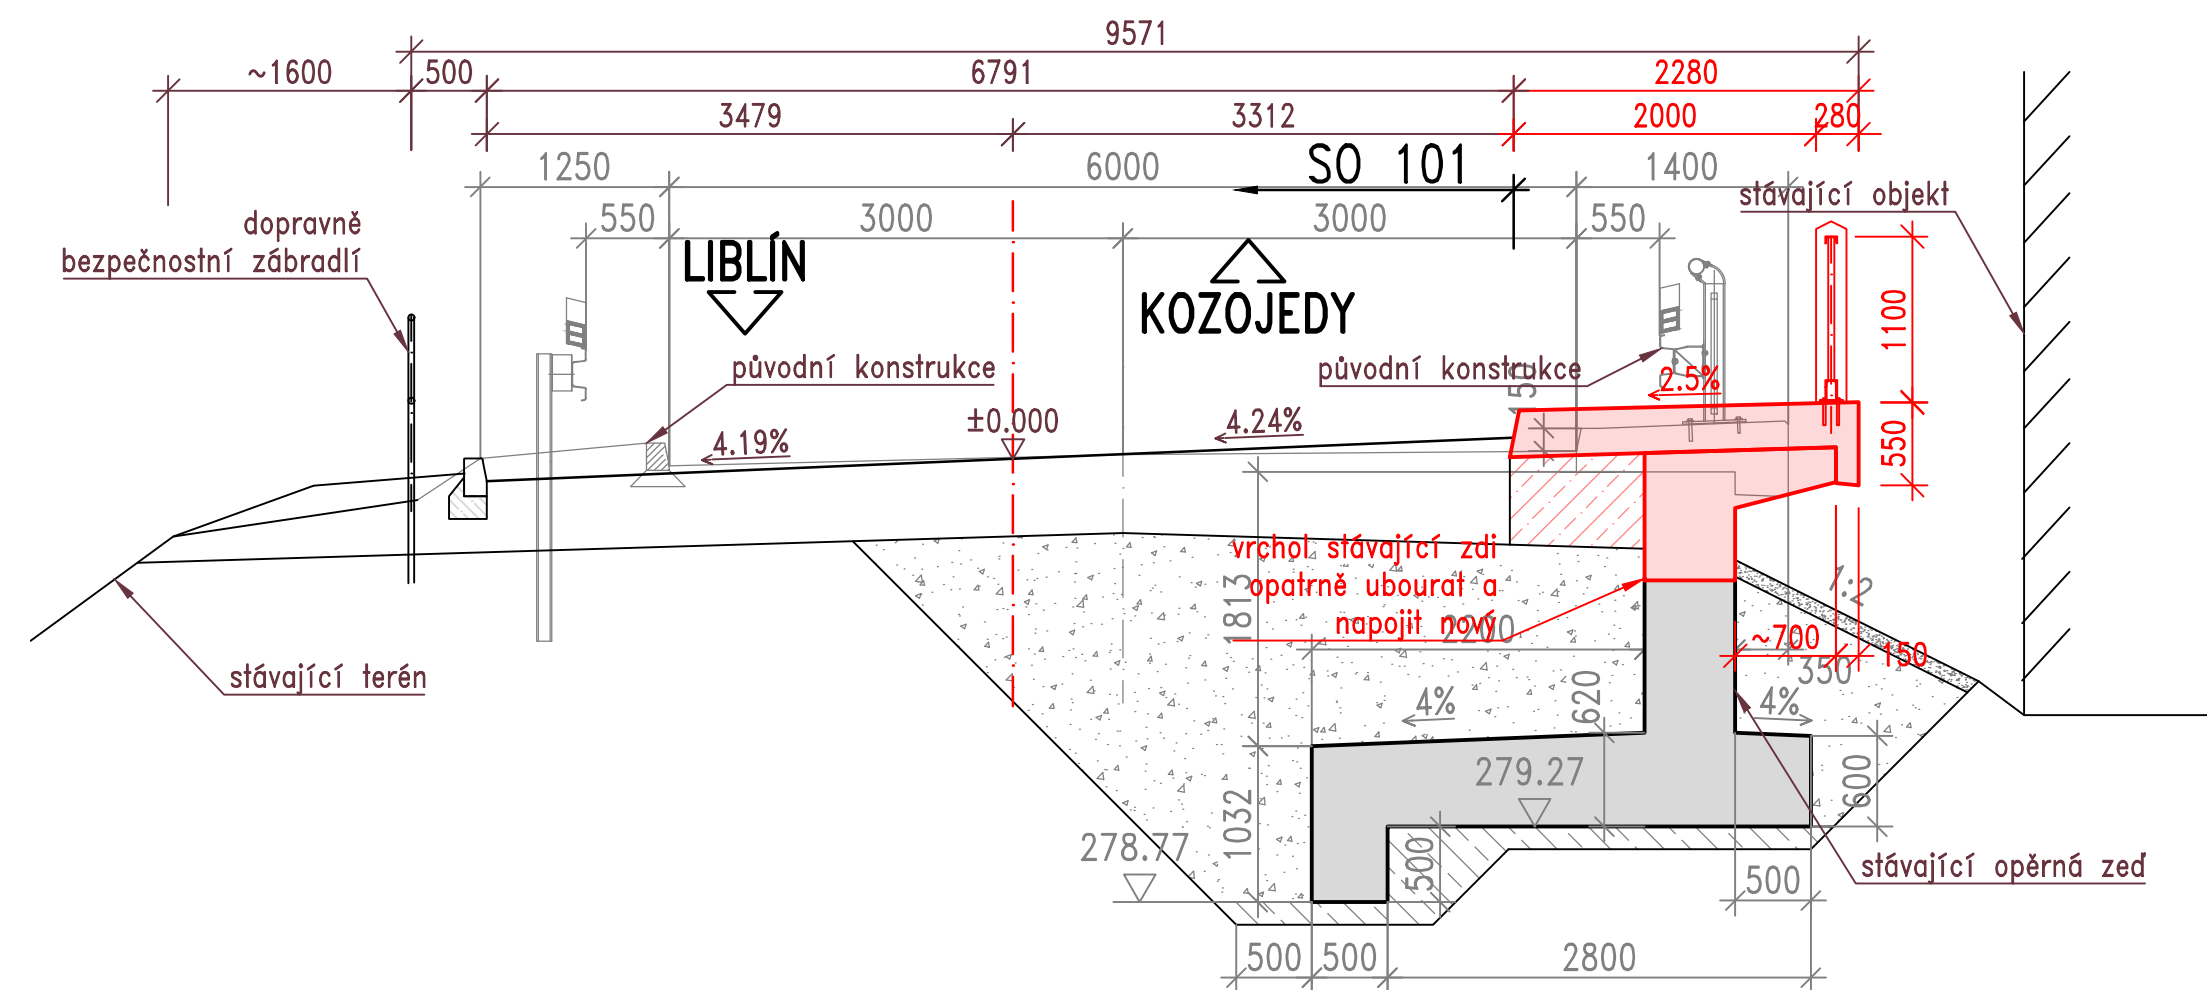 9571
~1600 500 6791 2280
3479 3312 2000 280
1250 6000 SO 101 1400
stávající objekt
550 3000 3000 550
dopravně
bezpečnostní zábradlí
LIBLÍN
KOZOJEDY
1100
původní konstrukce
původní konstrukce
150
2.5%
±0.000
4.19%
4.24%
550
vrchol stávající zdi
opatrně ubourat a
napojit nový
1813
2200
1:2
~700
150
350
stávající terén
4%
620
4%
279.27
600
1032
278.77
500
stávající opěrná zeď
500
500 500 2800